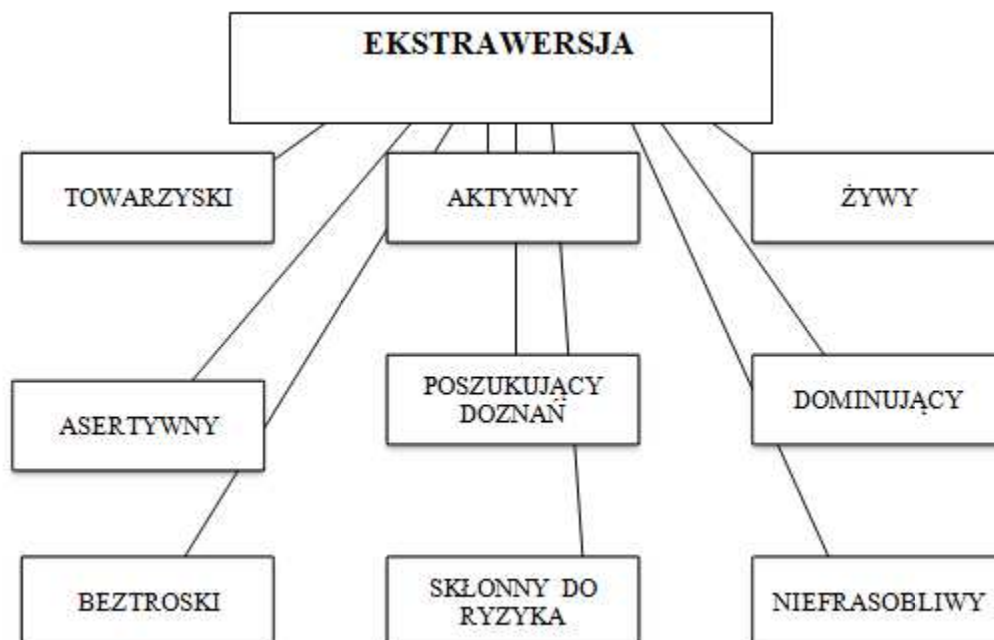 EKSTRAWERSJA
TOWARZYSKI
AKTYWNY
ŻYWY
ASERTYWNY
POSZUKUJĄCY
DOZNAŃ
DOMINUJĄCY
BEZTROSKI
SKŁONNY DO
RYZYKA
NIEFRASOBLIWY